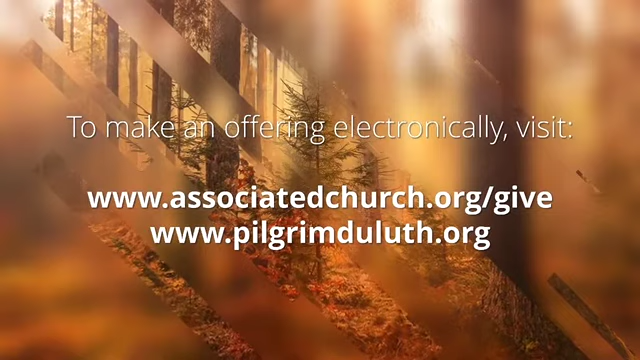 To make an offering electronically, visit:
www.associatedchurch.org/give
www.pilgrimduluth.org